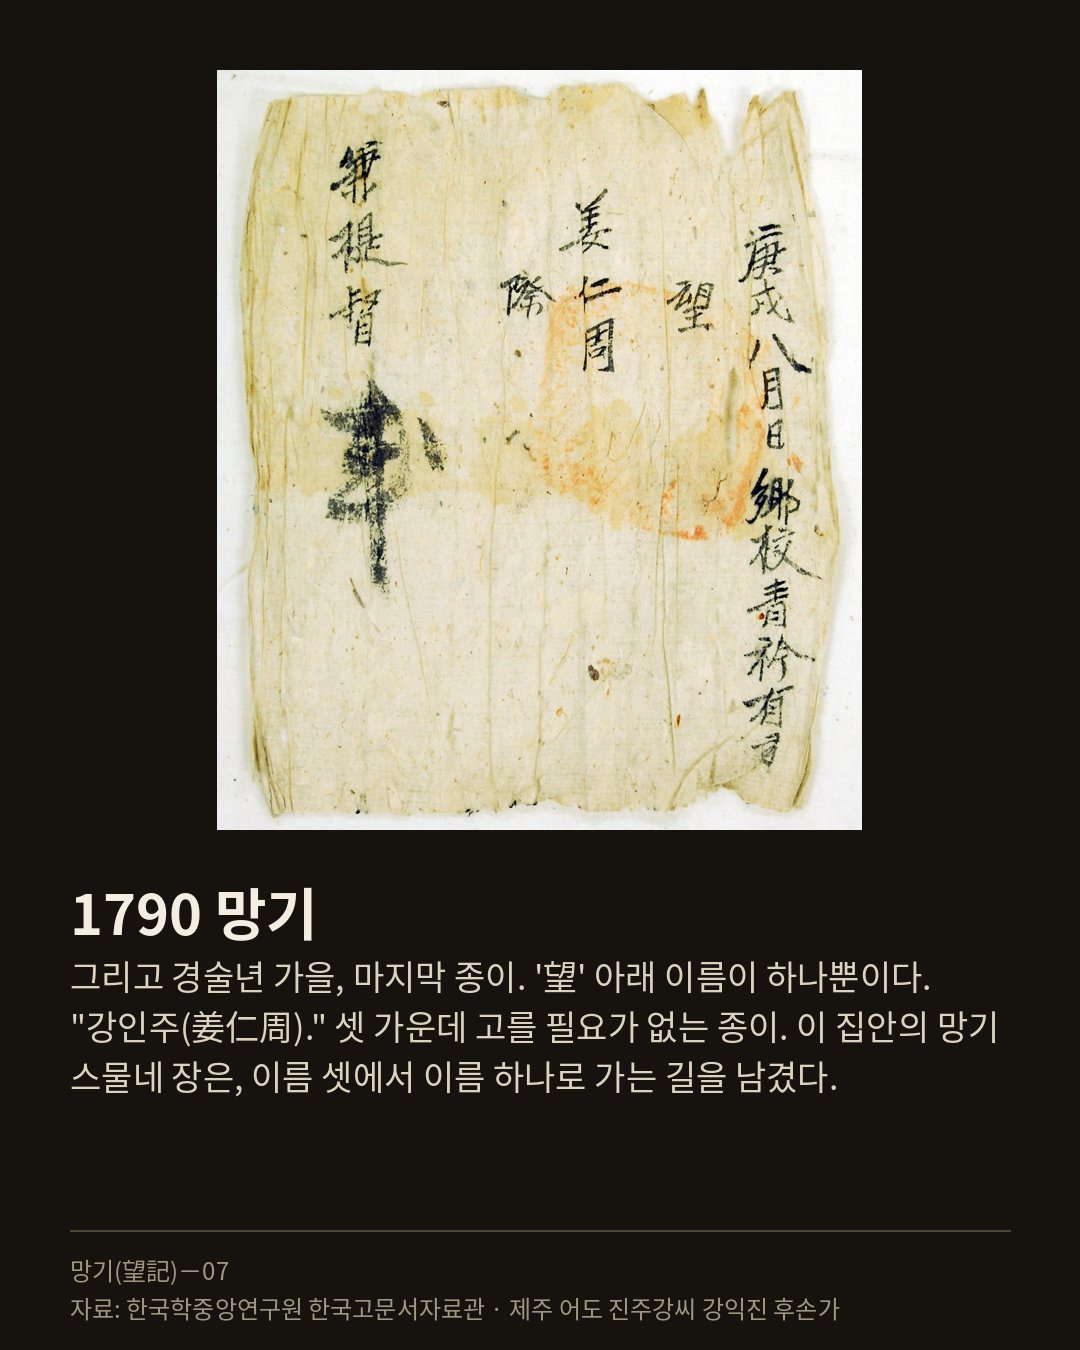 庚戌八月日鄕校靑衿有司
望
姜仁周
際
兼提督
1790 망기
그리고 경술년 가을, 마지막 종이. '望' 아래 이름이 하나뿐이다.
"강인주(姜仁周)." 셋 가운데 고를 필요가 없는 종이. 이 집안의 망기
스물네 장은, 이름 셋에서 이름 하나로 가는 길을 남겼다.
망기(望記)—07
자료: 한국학중앙연구원 한국고문서자료관 · 제주 어도 진주강씨 강익진 후손가